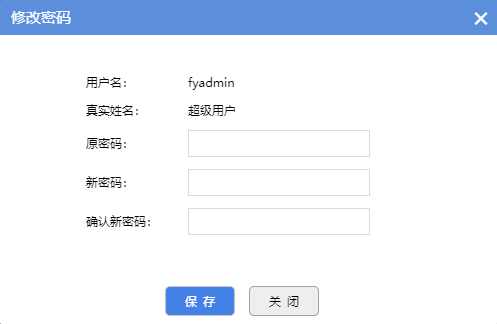 修改密码
用户名： fyadmin
真实姓名： 超级用户
原密码：
新密码：
确认新密码：
保 存 关 闭